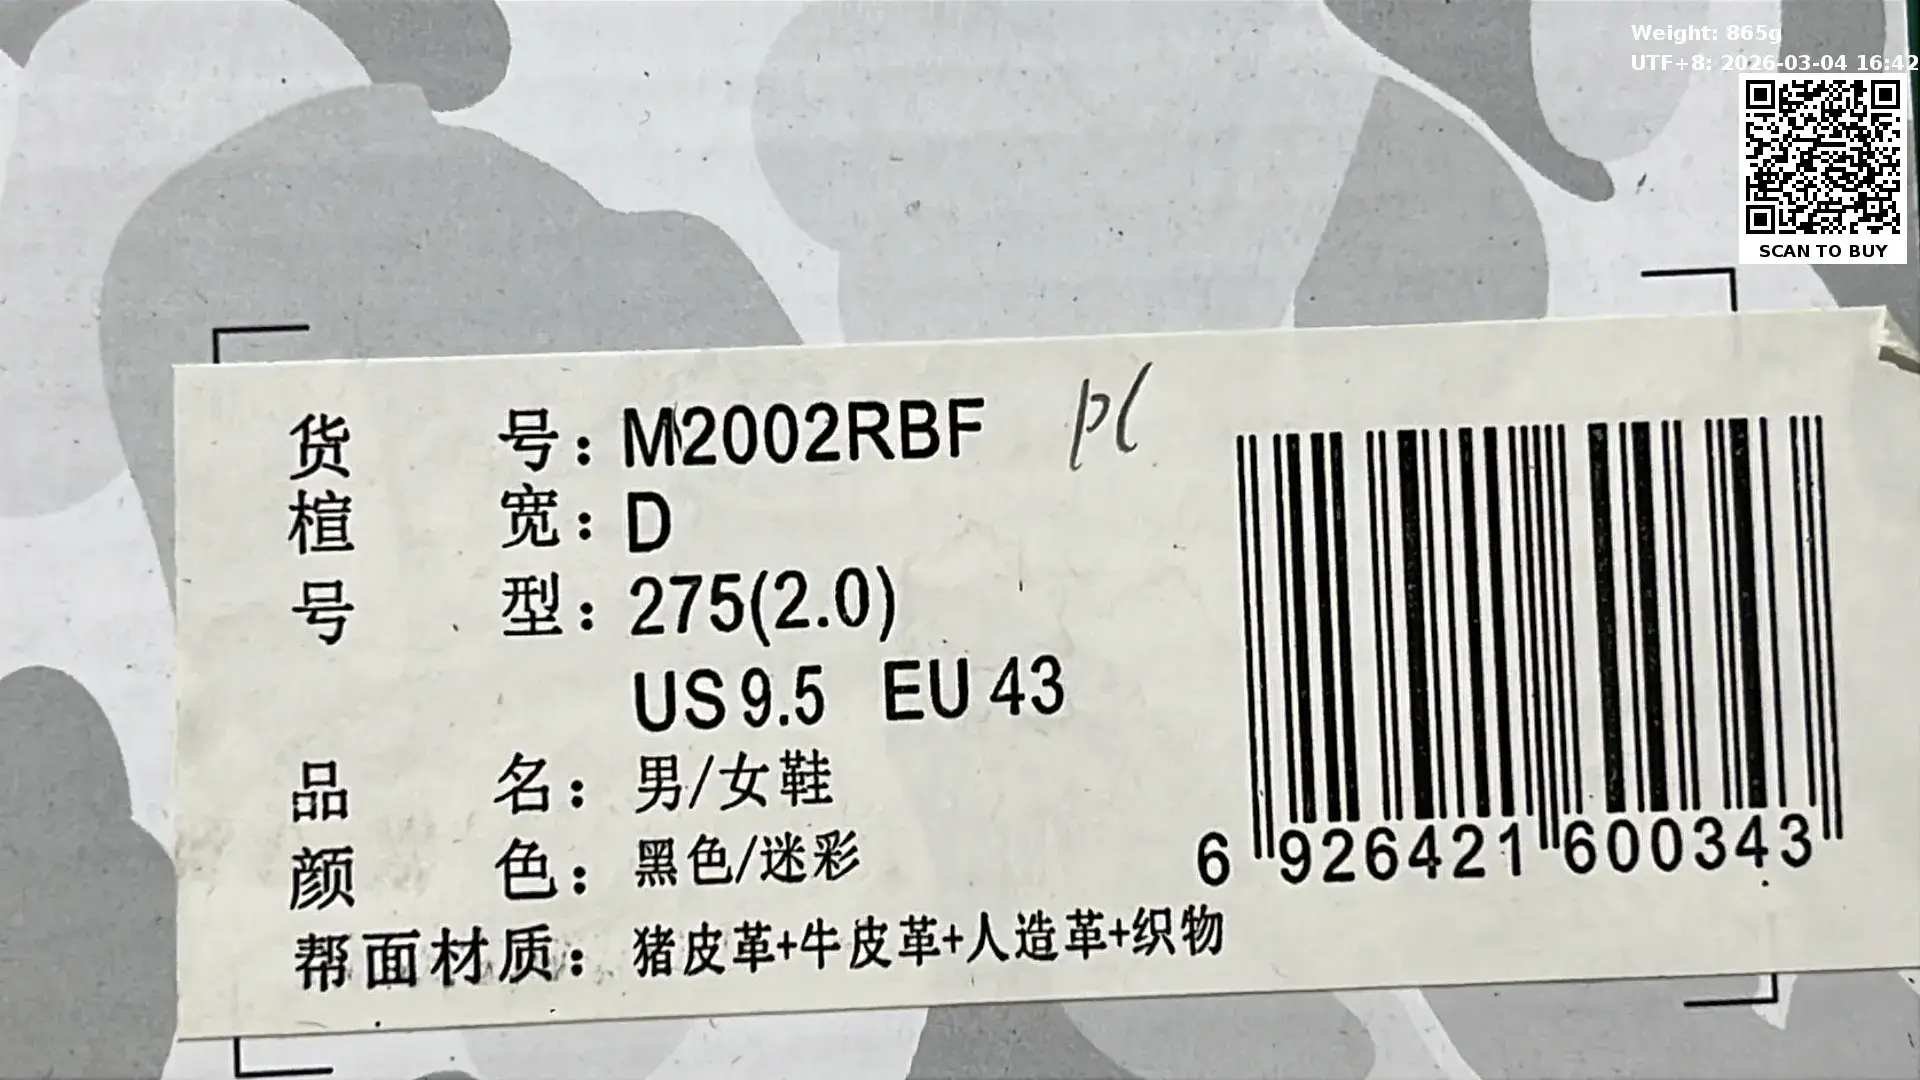 Weight: 865g
UTF+8: 2026-03-04 16:42
SCAN TO BUY
货号：M2002RBF
楦宽：D
号型：275(2.0)
US 9.5 EU 43
品名：男/女鞋
颜色：黑色/迷彩
帮面材质：猪皮革+牛皮革+人造革+织物
6 926421 600343